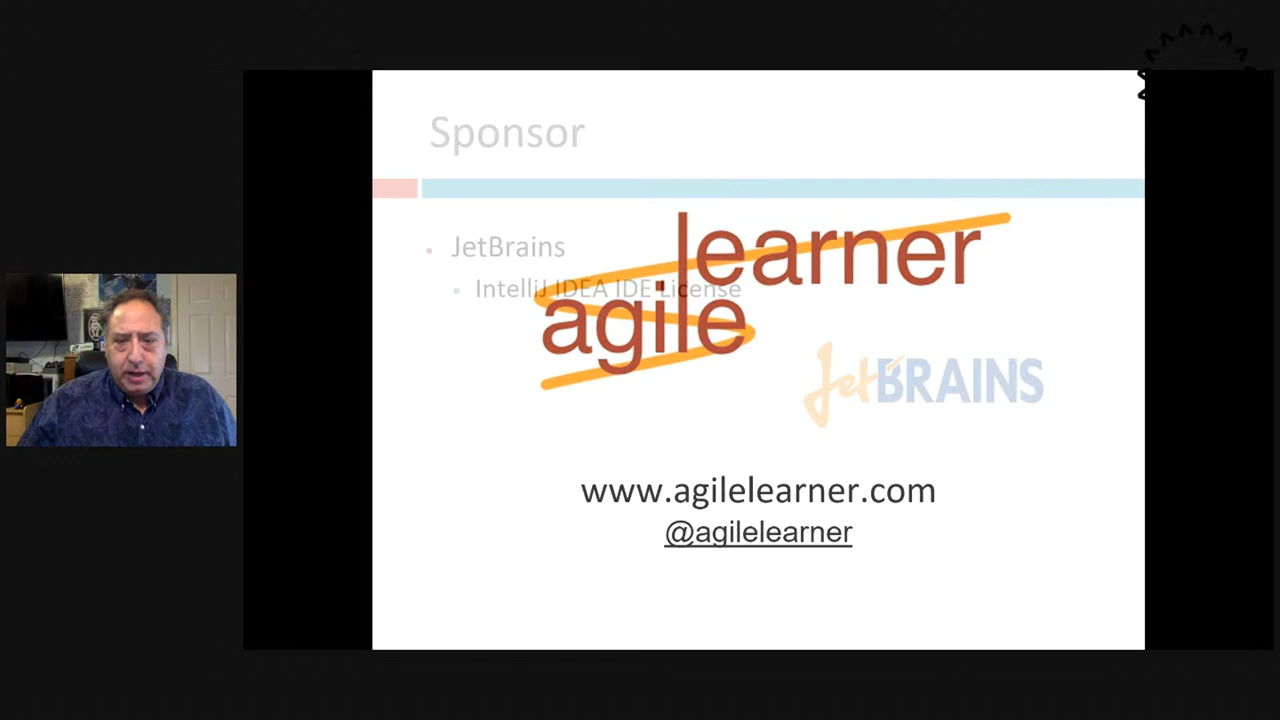 Sponsor
JetBrains
IntelliJ IDEA IDE License
learner
agile
JetBRAINS
www.agilelearner.com
@agilelearner